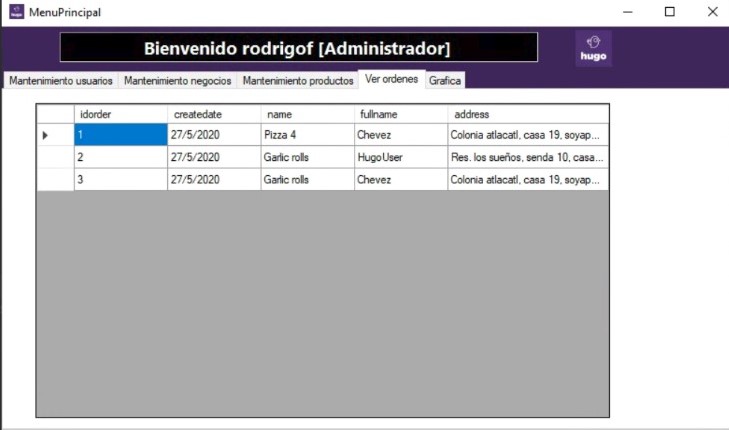 hugo MenuPrincipal
Bienvenido rodrigof [Administrador]
hugo
Mantenimiento usuarios Mantenimiento negocios Mantenimiento productos Ver ordenes Grafica
idorder createdate name fullname address
1 27/5/2020 Pizza 4 Chevez Colonia atlacatl, casa 19, soyap...
2 27/5/2020 Garlic rolls HugoUser Res. los sueños, senda 10, casa...
3 27/5/2020 Garlic rolls Chevez Colonia atlacatl, casa 19, soyap...